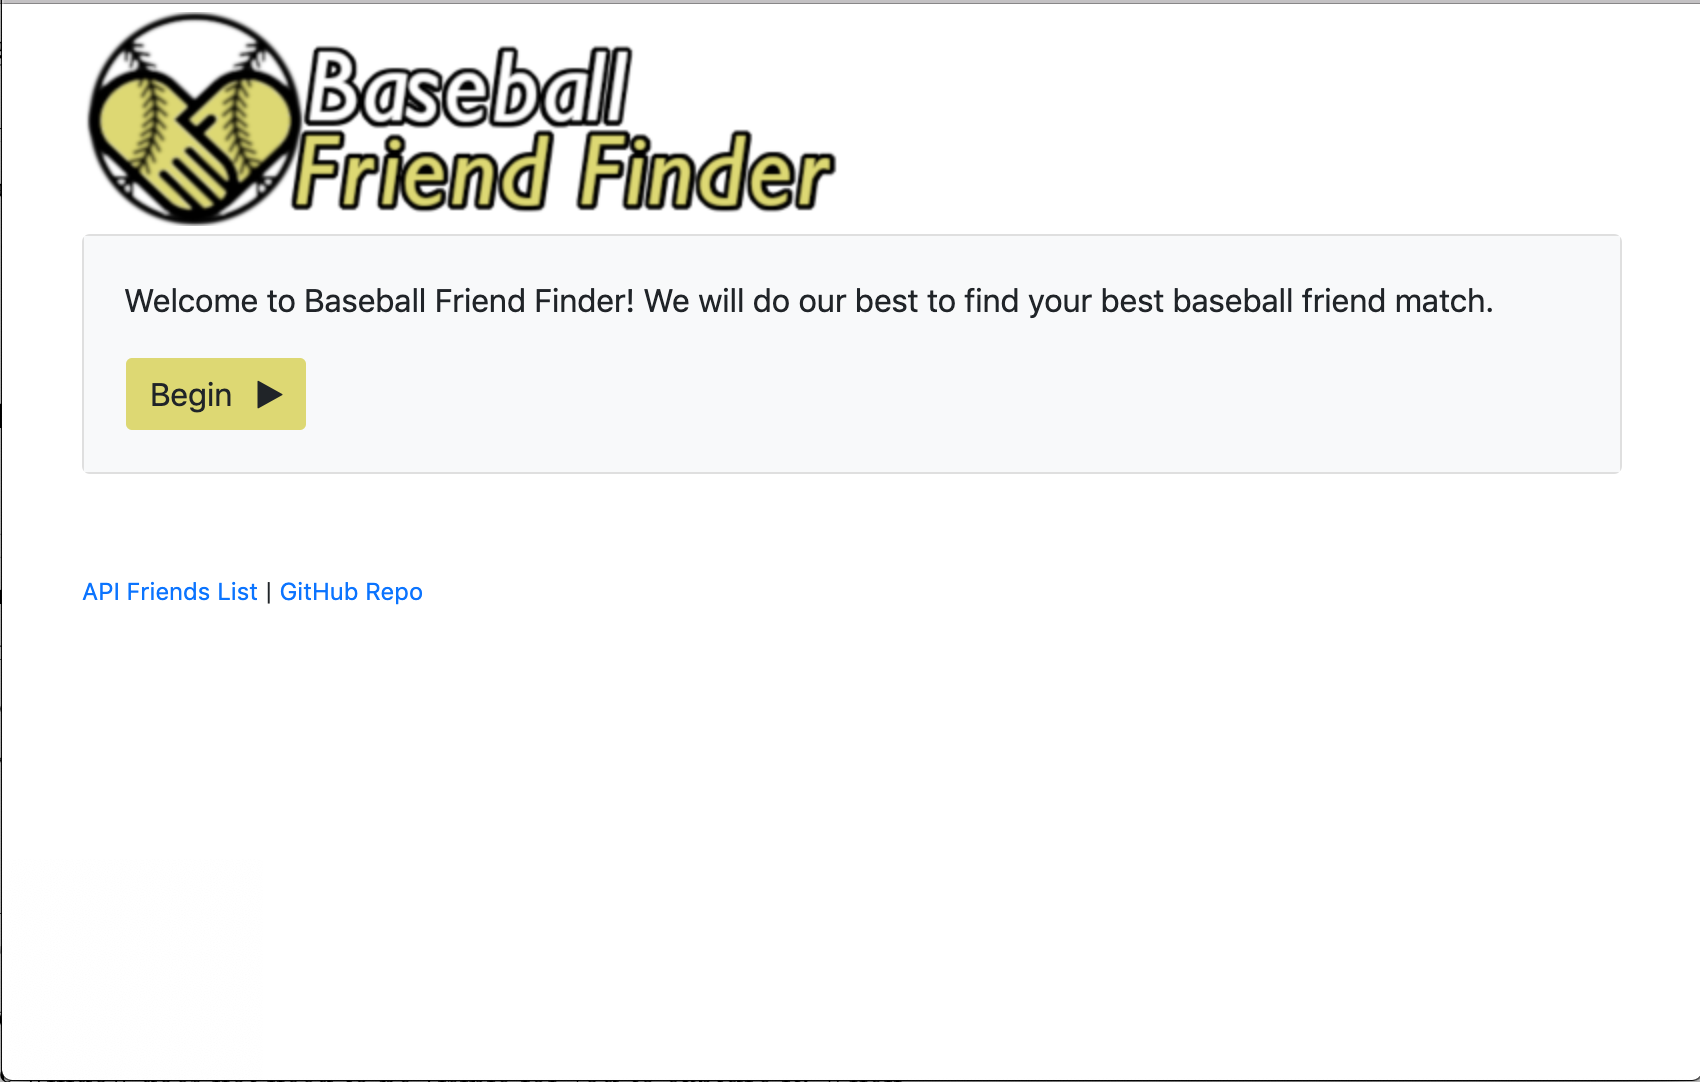 Baseball
Friend Finder
Welcome to Baseball Friend Finder! We will do our best to find your best baseball friend match.
Begin ▶
API Friends List | GitHub Repo